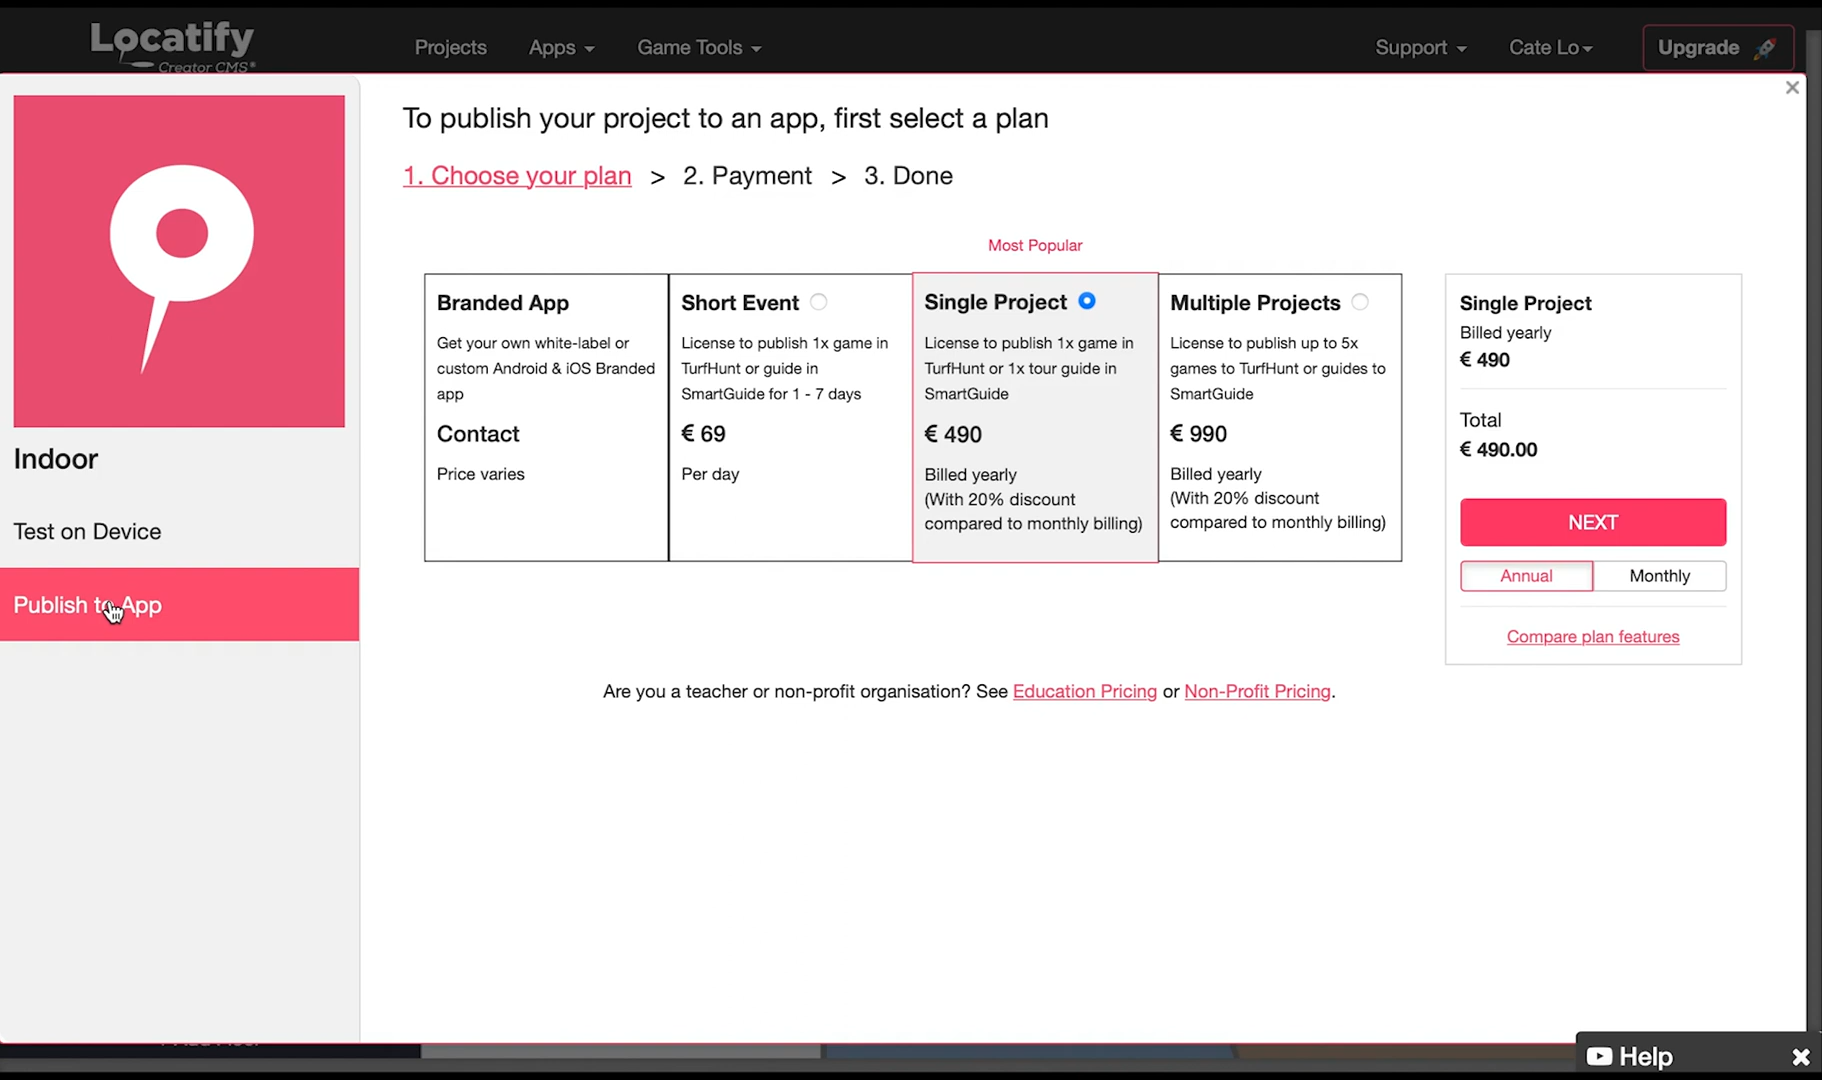 Locatify
Creator CMS®
Projects
Apps
Game Tools
Support
Cate Lo
Upgrade
To publish your project to an app, first select a plan
1. Choose your plan > 2. Payment > 3. Done
Indoor
Test on Device
Publish to App
Most Popular
Branded App
Get your own white-label or
custom Android & iOS Branded
app
Contact
Price varies
Short Event
License to publish 1x game in
TurfHunt or guide in
SmartGuide for 1 - 7 days
€ 69
Per day
Single Project
License to publish 1x game in
TurfHunt or 1x tour guide in
SmartGuide
€ 490
Billed yearly
(With 20% discount
compared to monthly billing)
Multiple Projects
License to publish up to 5x
games to TurfHunt or guides to
SmartGuide
€ 990
Billed yearly
(With 20% discount
compared to monthly billing)
Single Project
Billed yearly
€ 490
Total
€ 490.00
NEXT
Annual
Monthly
Compare plan features
Are you a teacher or non-profit organisation? See Education Pricing or Non-Profit Pricing.
Help